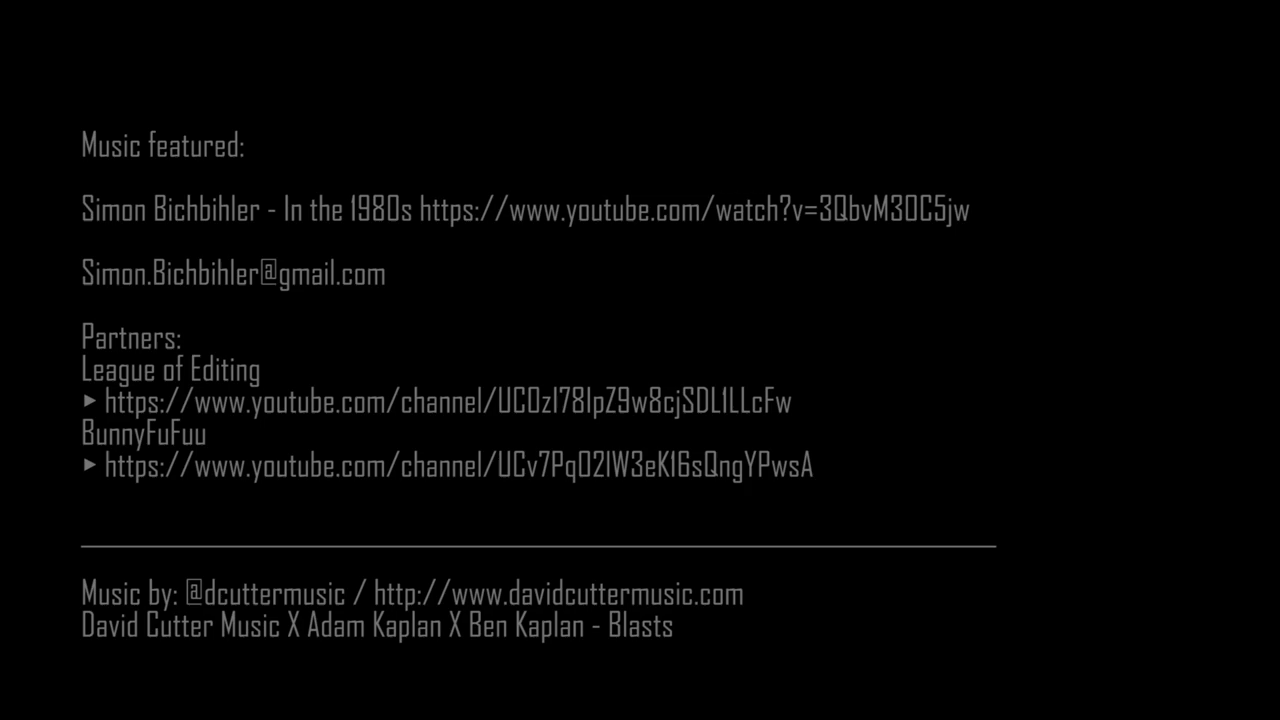 Music featured:
Simon Bichbihler - In the 1980s https://www.youtube.com/watch?v=3QbvM30C5jw
Simon.Bichbihler@gmail.com
Partners:
League of Editing
▸ https://www.youtube.com/channel/UC0zI78IpZ9w8cjSDL1LLcFw
BunnyFuFuu
▸ https://www.youtube.com/channel/UCv7PqO2IW3eK16sQngYPwsA
Music by: @dcuttermusic / http://www.davidcuttermusic.com
David Cutter Music X Adam Kaplan X Ben Kaplan - Blasts